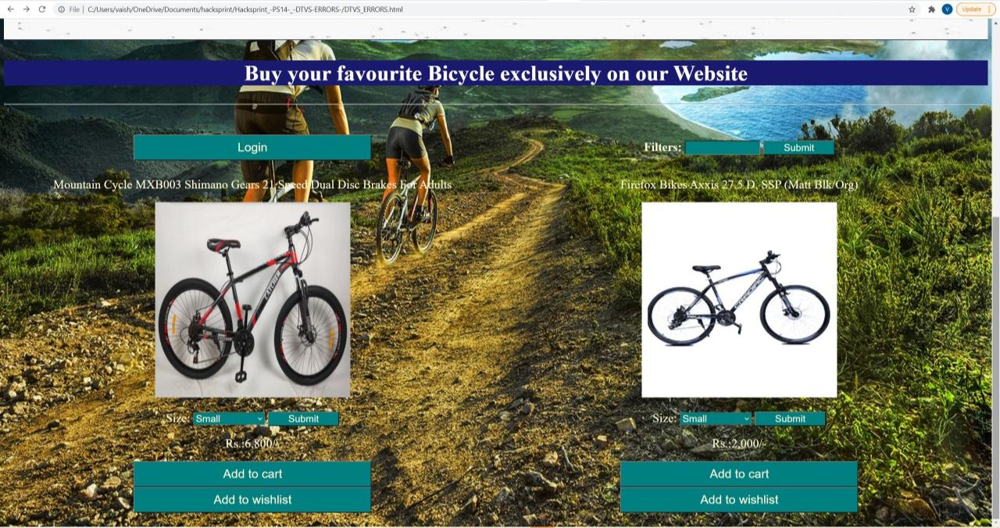 File | C:/Users/vaish/OneDrive/Documents/hacksprint/Hacksprint_-PS14-_-DTVS-ERRORS-/DTVS_ERRORS.html
V
Update
Buy your favourite Bicycle exclusively on our Website
Login
Filters: Submit
Mountain Cycle MXB003 Shimano Gears 21 Speed Dual Disc Brakes For Adults
Firefox Bikes Axxis 27.5 D, SSP (Matt Blk/Org)
CATCHER
Size: Small Submit
Size: Small Submit
Rs.:6,800/-
Rs.:2,000/-
Add to cart
Add to cart
Add to wishlist
Add to wishlist